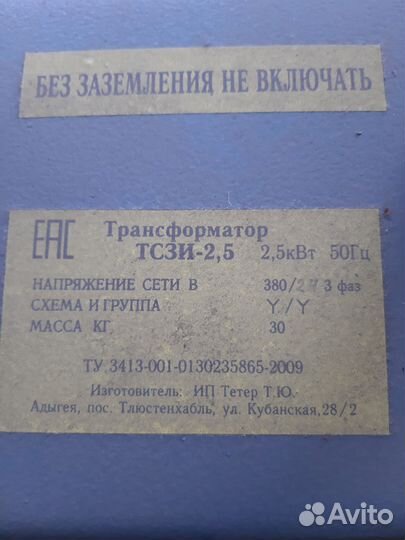 БЕЗ ЗАЗЕМЛЕНИЯ НЕ ВКЛЮЧАТЬ
EAC Трансформатор
ТСЗИ-2,5 2,5кВт 50Гц
НАПРЯЖЕНИЕ СЕТИ В 380/ 3 фаз
СХЕМА И ГРУППА Y/Y
МАССА КГ. 30
ТУ 3413-001-0130235865-2009
Изготовитель: ИП Тетер Т.Ю.
Адыгея, пос. Тлюстенхабль, ул. Кубанская,28/2
Avito